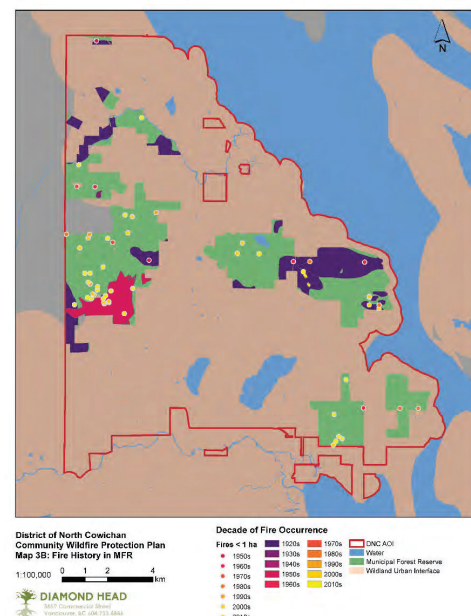 N
District of North Cowichan
Community Wildfire Protection Plan
Map 3B: Fire History in MFR
1:100,000 0 1 2 4
km
DIAMOND HEAD
Decade of Fire Occurrence
Fires < 1 ha
1950s
1960s
1970s
1980s
1990s
2000s
1920s
1930s
1940s
1950s
1960s
1970s
1980s
1990s
2000s
2010s
DNC AOI
Water
Municipal Forest Reserve
Wildland Urban Interface